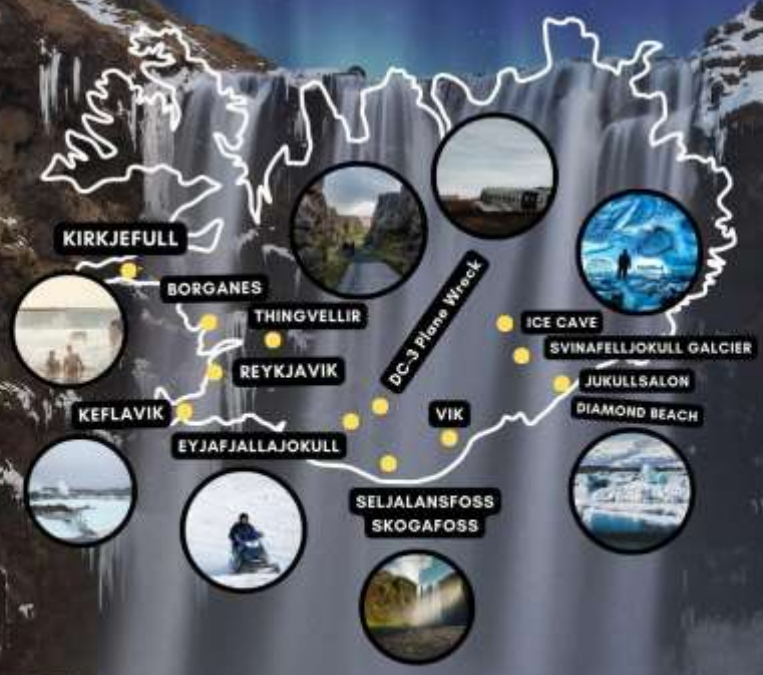 KIRKJEFULL
BORGANES
THINGVELLIR
DC-3 Plane Wreck
ICE CAVE
SVINAFELLJOKULL GALCIER
REYKJAVIK
JUKULLSALON
KEFLAVIK
VIK
DIAMOND BEACH
EYJAFJALLAJOKULL
SELJALANSFOSS
SKOGAFOSS